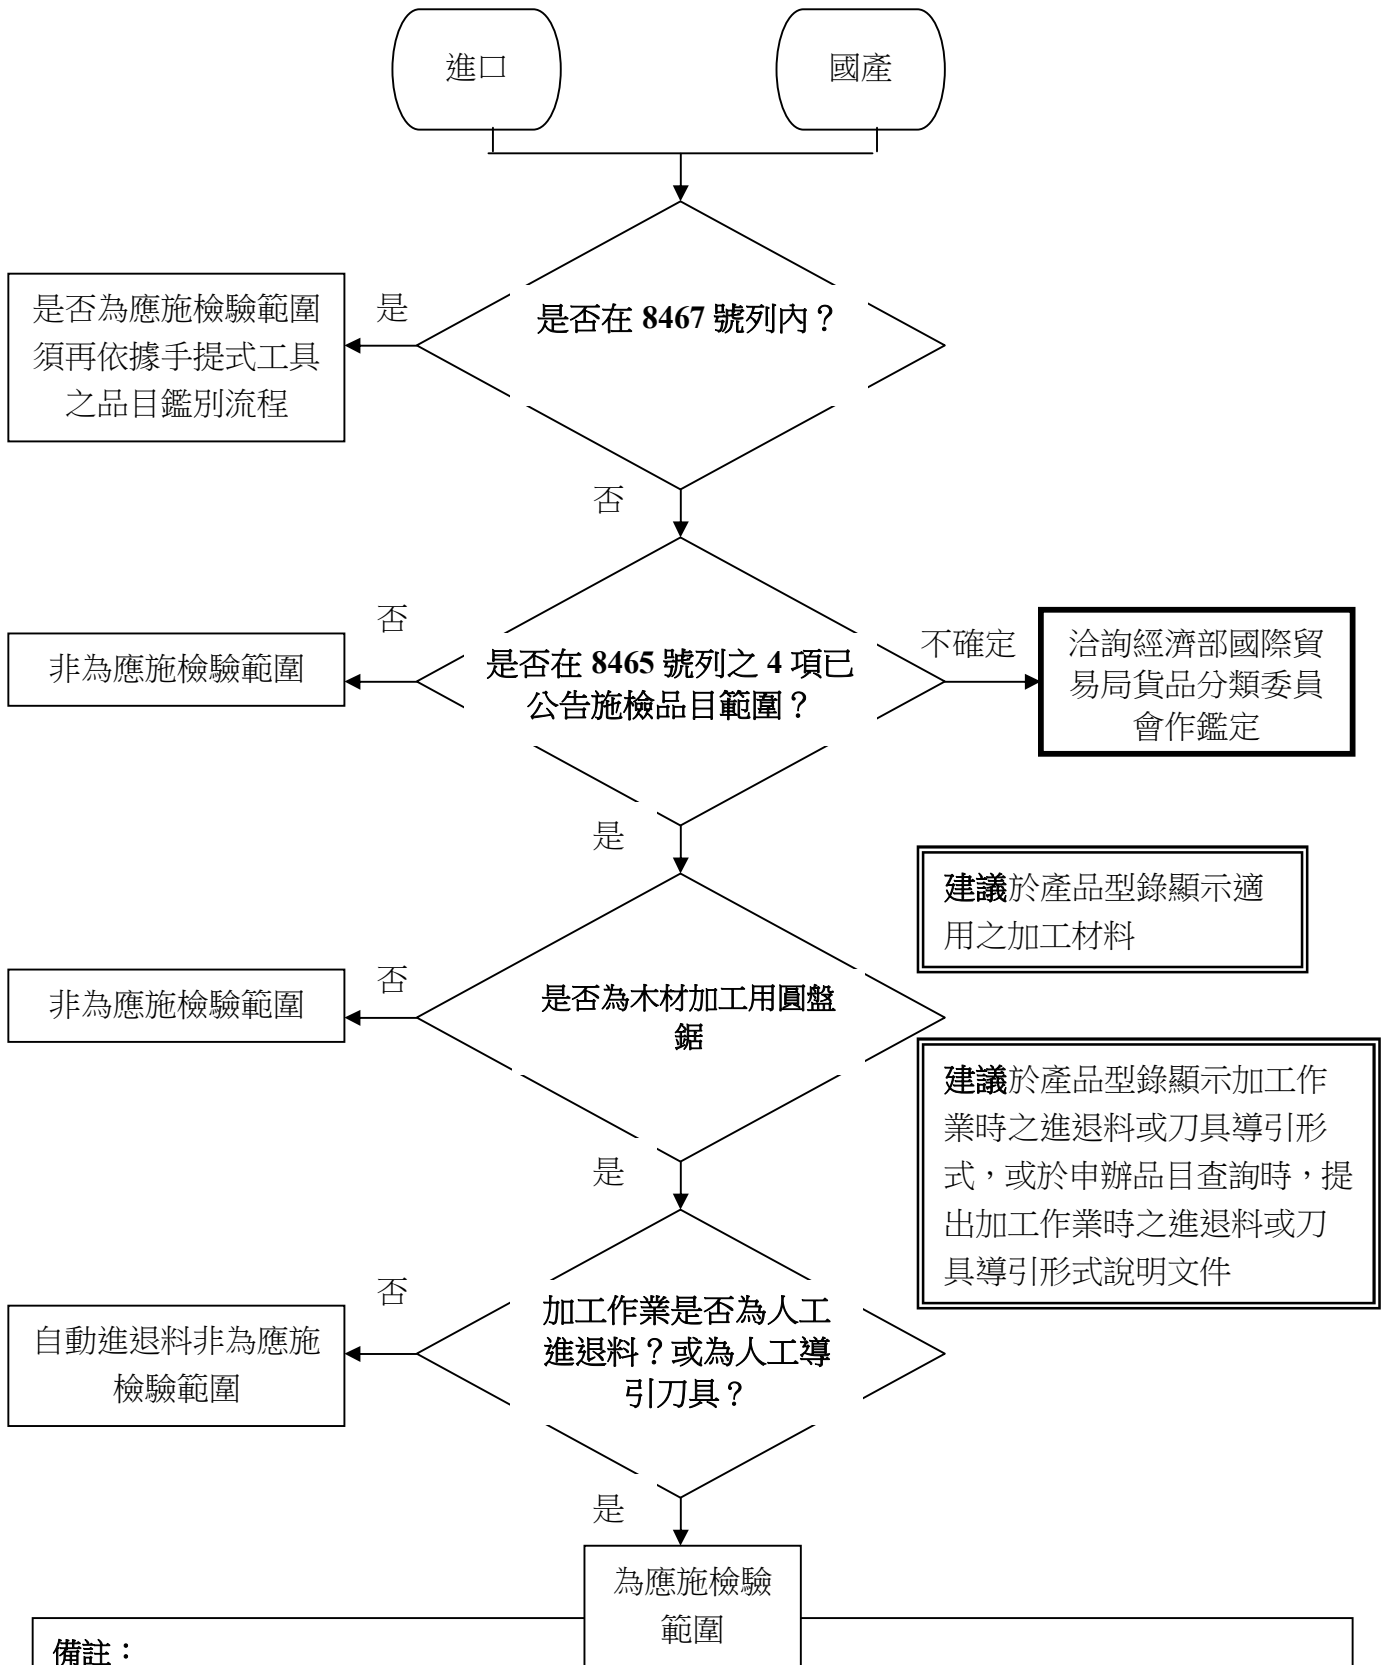 進口
國產
是否在 8467 號列內？
是
是否為應施檢驗範圍
須再依據手提式工具
之品目鑑別流程
否
是否在 8465 號列之 4 項已
公告施檢品目範圍？
否
非為應施檢驗範圍
不確定
洽詢經濟部國際貿
易局貨品分類委員
會作鑑定
是
建議於產品型錄顯示適
用之加工材料
是否為木材加工用圓盤
鋸
否
非為應施檢驗範圍
建議於產品型錄顯示加工作
業時之進退料或刀具導引形
式，或於申辦品目查詢時，提
出加工作業時之進退料或刀
具導引形式說明文件
是
加工作業是否為人工
進退料？或為人工導
引刀具？
否
自動進退料非為應施
檢驗範圍
是
為應施檢驗
範圍
備註：